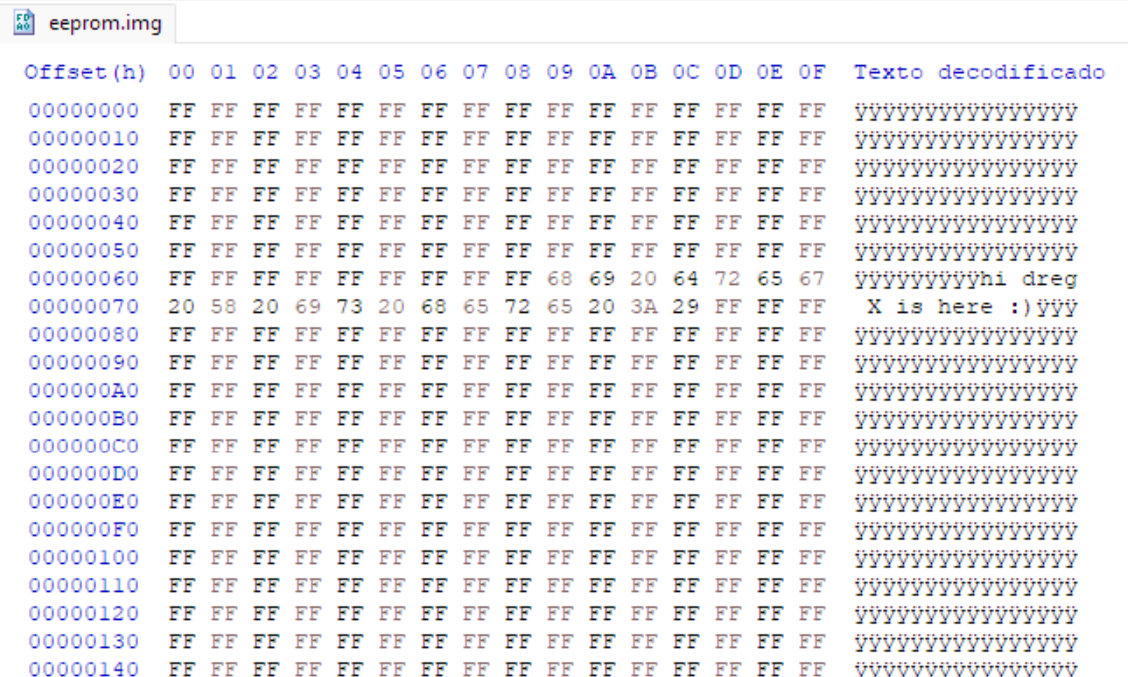 eeprom.img
Offset(h) 00 01 02 03 04 05 06 07 08 09 0A 0B 0C 0D 0E 0F Texto decodificado
00000000 FF FF FF FF FF FF FF FF FF FF FF FF FF FF FF FF ÿÿÿÿÿÿÿÿÿÿÿÿÿÿÿÿ
00000010 FF FF FF FF FF FF FF FF FF FF FF FF FF FF FF FF ÿÿÿÿÿÿÿÿÿÿÿÿÿÿÿÿ
00000020 FF FF FF FF FF FF FF FF FF FF FF FF FF FF FF FF ÿÿÿÿÿÿÿÿÿÿÿÿÿÿÿÿ
00000030 FF FF FF FF FF FF FF FF FF FF FF FF FF FF FF FF ÿÿÿÿÿÿÿÿÿÿÿÿÿÿÿÿ
00000040 FF FF FF FF FF FF FF FF FF FF FF FF FF FF FF FF ÿÿÿÿÿÿÿÿÿÿÿÿÿÿÿÿ
00000050 FF FF FF FF FF FF FF FF FF FF FF FF FF FF FF FF ÿÿÿÿÿÿÿÿÿÿÿÿÿÿÿÿ
00000060 FF FF FF FF FF FF FF FF FF 68 69 20 64 72 65 67 ÿÿÿÿÿÿÿÿÿhi dreg
00000070 20 58 20 69 73 20 68 65 72 65 20 3A 29 FF FF FF  X is here :)ÿÿÿ
00000080 FF FF FF FF FF FF FF FF FF FF FF FF FF FF FF FF ÿÿÿÿÿÿÿÿÿÿÿÿÿÿÿÿ
00000090 FF FF FF FF FF FF FF FF FF FF FF FF FF FF FF FF ÿÿÿÿÿÿÿÿÿÿÿÿÿÿÿÿ
000000A0 FF FF FF FF FF FF FF FF FF FF FF FF FF FF FF FF ÿÿÿÿÿÿÿÿÿÿÿÿÿÿÿÿ
000000B0 FF FF FF FF FF FF FF FF FF FF FF FF FF FF FF FF ÿÿÿÿÿÿÿÿÿÿÿÿÿÿÿÿ
000000C0 FF FF FF FF FF FF FF FF FF FF FF FF FF FF FF FF ÿÿÿÿÿÿÿÿÿÿÿÿÿÿÿÿ
000000D0 FF FF FF FF FF FF FF FF FF FF FF FF FF FF FF FF ÿÿÿÿÿÿÿÿÿÿÿÿÿÿÿÿ
000000E0 FF FF FF FF FF FF FF FF FF FF FF FF FF FF FF FF ÿÿÿÿÿÿÿÿÿÿÿÿÿÿÿÿ
000000F0 FF FF FF FF FF FF FF FF FF FF FF FF FF FF FF FF ÿÿÿÿÿÿÿÿÿÿÿÿÿÿÿÿ
00000100 FF FF FF FF FF FF FF FF FF FF FF FF FF FF FF FF ÿÿÿÿÿÿÿÿÿÿÿÿÿÿÿÿ
00000110 FF FF FF FF FF FF FF FF FF FF FF FF FF FF FF FF ÿÿÿÿÿÿÿÿÿÿÿÿÿÿÿÿ
00000120 FF FF FF FF FF FF FF FF FF FF FF FF FF FF FF FF ÿÿÿÿÿÿÿÿÿÿÿÿÿÿÿÿ
00000130 FF FF FF FF FF FF FF FF FF FF FF FF FF FF FF FF ÿÿÿÿÿÿÿÿÿÿÿÿÿÿÿÿ
00000140 FF FF FF FF FF FF FF FF FF FF FF FF FF FF FF FF ÿÿÿÿÿÿÿÿÿÿÿÿÿÿÿÿ